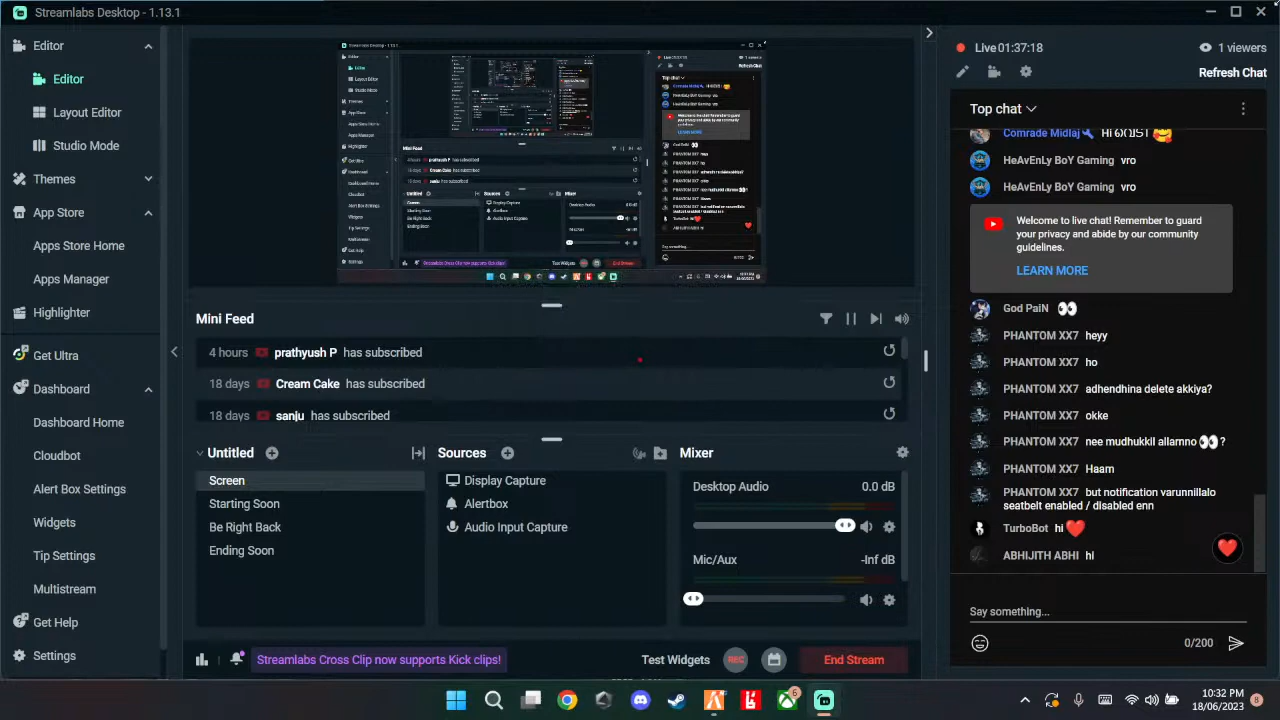 Streamlabs Desktop - 1.13.1
Editor
Editor
Layout Editor
Studio Mode
Themes
App Store
Apps Store Home
Apps Manager
Highlighter
Get Ultra
Dashboard
Dashboard Home
Cloudbot
Alert Box Settings
Widgets
Tip Settings
Multistream
Get Help
Settings
Mini Feed
4 hours prathyush P has subscribed
18 days Cream Cake has subscribed
18 days sanju has subscribed
Untitled
Screen
Starting Soon
Be Right Back
Ending Soon
Sources
Display Capture
Alertbox
Audio Input Capture
Mixer
Desktop Audio 0.0 dB
Mic/Aux -Inf dB
Streamlabs Cross Clip now supports Kick clips!
Test Widgets
REC
End Stream
Live 01:37:18
viewers
Refresh Chat
Top chat
Comrade Midlaj
HeAvEnLy BoY Gaming vro
HeAvEnLy BoY Gaming vro
Welcome to live chat! Remember to guard
your privacy and abide by our community
guidelines.
LEARN MORE
God PaiN 👀
PHANTOM XX7 heyy
PHANTOM XX7 ho
PHANTOM XX7 adhendhina delete akkiya?
PHANTOM XX7 okke
PHANTOM XX7 nee mudhukkil allamno 👀 ?
PHANTOM XX7 Haam
PHANTOM XX7 but notification varunnillalo
seattait enabled / disabled enn
TurboBot hi ❤️
ABHIJITH ABHI hi
Say something...
0/200
10:32 PM
18/06/2023
6
8